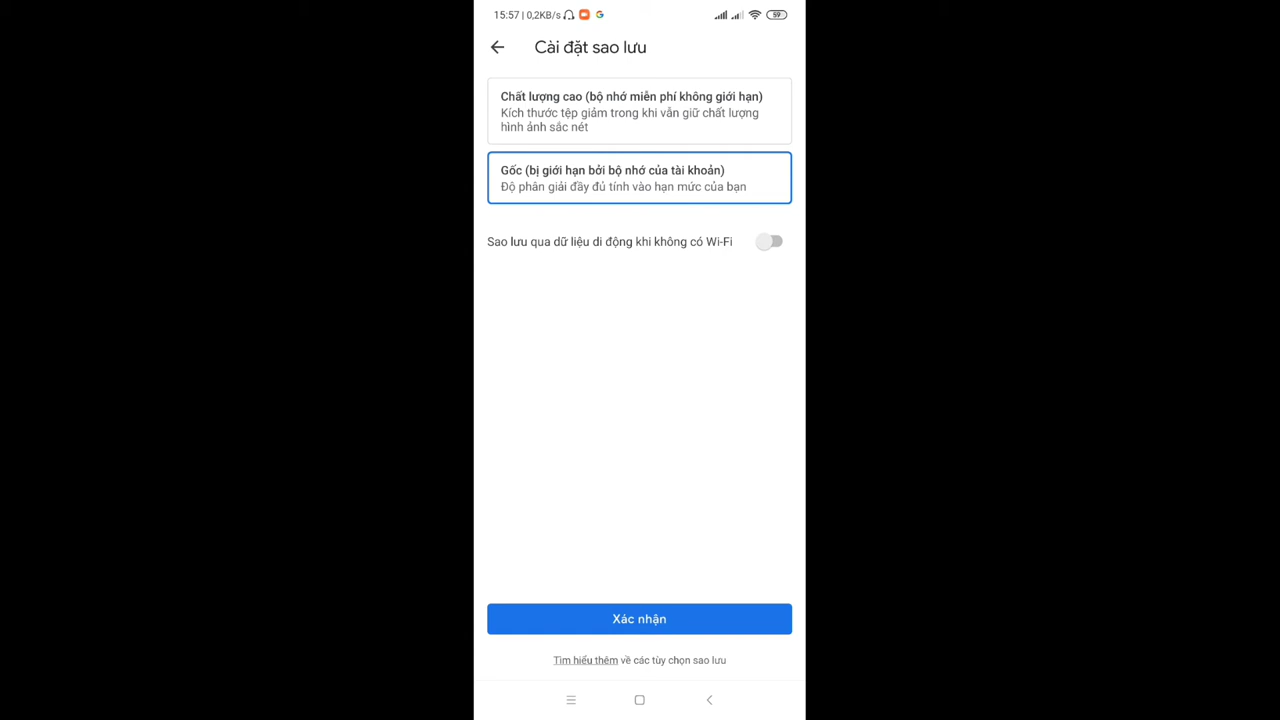 15:57 | 0,2KB/s
59
Cài đặt sao lưu
Chất lượng cao (bộ nhớ miễn phí không giới hạn)
Kích thước tệp giảm trong khi vẫn giữ chất lượng
hình ảnh sắc nét
Gốc (bị giới hạn bởi bộ nhớ của tài khoản)
Độ phân giải đầy đủ tính vào hạn mức của bạn
Sao lưu qua dữ liệu di động khi không có Wi-Fi
Xác nhận
Tìm hiểu thêm về các tùy chọn sao lưu